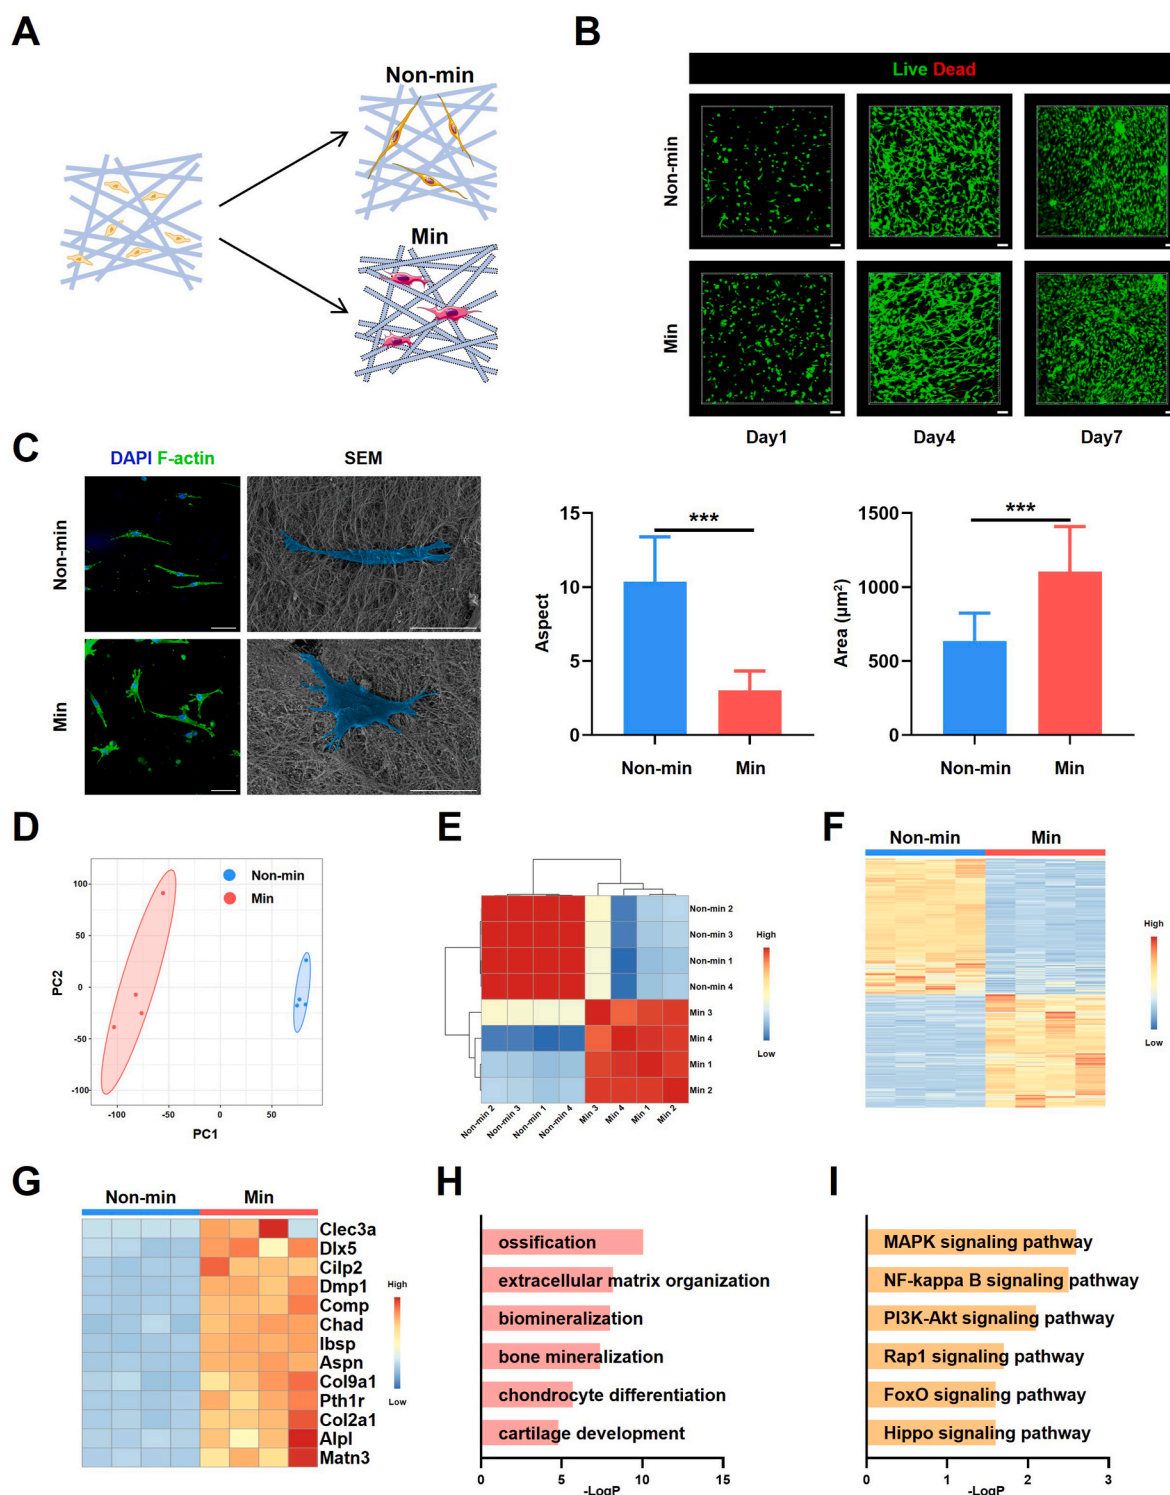 A
Non-min
Min
B
Live Dead
Non-min
Min
Day1 Day4 Day7
C
DAPI F-actin
SEM
Non-min
Min
15
10
5
0
Aspect
***
Non-min Min
1500
1000
500
0
Area (µm²)
***
Non-min Min
D
Non-min
Min
100
50
0
-50
-100
PC2
-100 -50 0 50
PC1
E
Non-min 2
Non-min 3
Non-min 1
Non-min 4
Min 3
Min 4
Min 1
Min 2
Non-min 2 Non-min 3 Non-min 1 Non-min 4 Min 3 Min 4 Min 1 Min 2
High
Low
F
Non-min Min
High
Low
G
Non-min Min
Clec3a
Dlx5
Cilp2
Dmp1
Comp
Chad
Ibsp
Aspn
Col9a1
Pth1r
Col2a1
Alpl
Matn3
High
Low
H
ossification
extracellular matrix organization
biomineralization
bone mineralization
chondrocyte differentiation
cartilage development
0 5 10 15
-LogP
I
MAPK signaling pathway
NF-kappa B signaling pathway
PI3K-Akt signaling pathway
Rap1 signaling pathway
FoxO signaling pathway
Hippo signaling pathway
0 1 2 3
-LogP